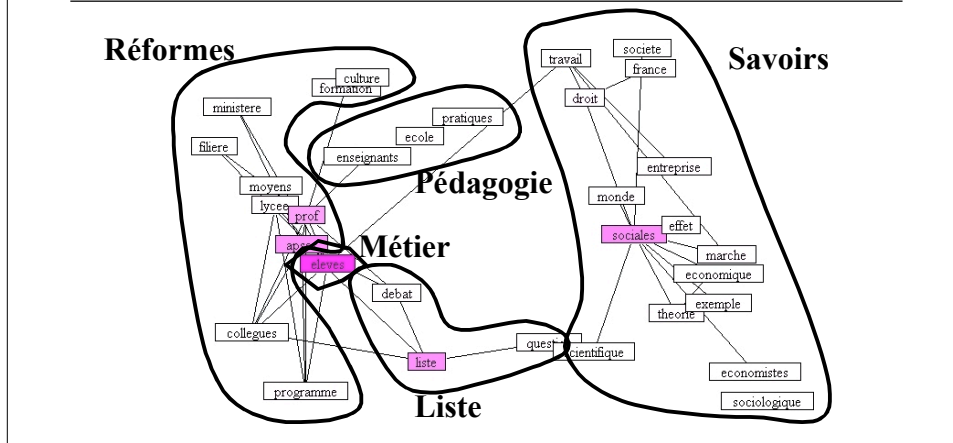 Réformes
societe
travail
Savoirs
france
culture
formation
droit
ministere
pratiques
ecole
filiere
enseignants
entreprise
Pédagogie
moyens
monde
lycee
prof
effet
sociales
Métier
marche
eleves
economique
debat
exemple
theorie
collegues
cientifique
liste
economistes
programme
sociologique
Liste